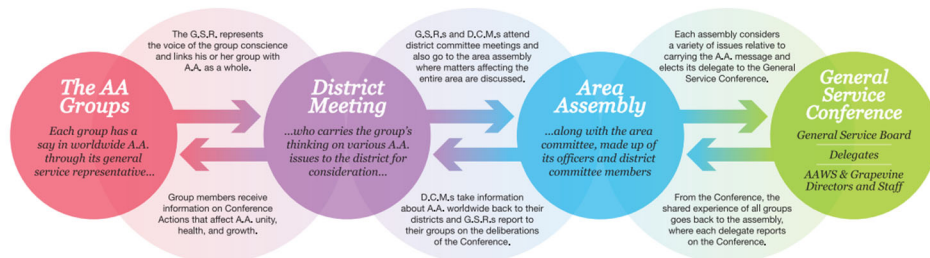 The G.S.R. represents
the voice of the group conscience
and links his or her group with
A.A. as a whole.
G.S.R.s and D.C.M.s attend
district committee meetings and
also go to the area assembly
where matters affecting the
entire area are discussed.
Each assembly considers
a variety of issues relative to
carrying the A.A. message and
elects its delegate to the General
Service Conference.
The AA
Groups
Each group has a
say in worldwide A.A.
through its general
service representative...
District
Meeting
...who carries the group's
thinking on various A.A.
issues to the district for
consideration...
Area
Assembly
...along with the area
committee, made up of
its officers and district
committee members
General
Service
Conference
General Service Board
Delegates
AAWS & Grapevine
Directors and Staff
Group members receive
information on Conference
Actions that affect A.A. unity,
health, and growth.
D.C.M.s take information
about A.A. worldwide back to their
districts and G.S.R.s report to
their groups on the deliberations
of the Conference.
From the Conference, the
shared experience of all groups
goes back to the assembly,
where each delegate reports
on the Conference.